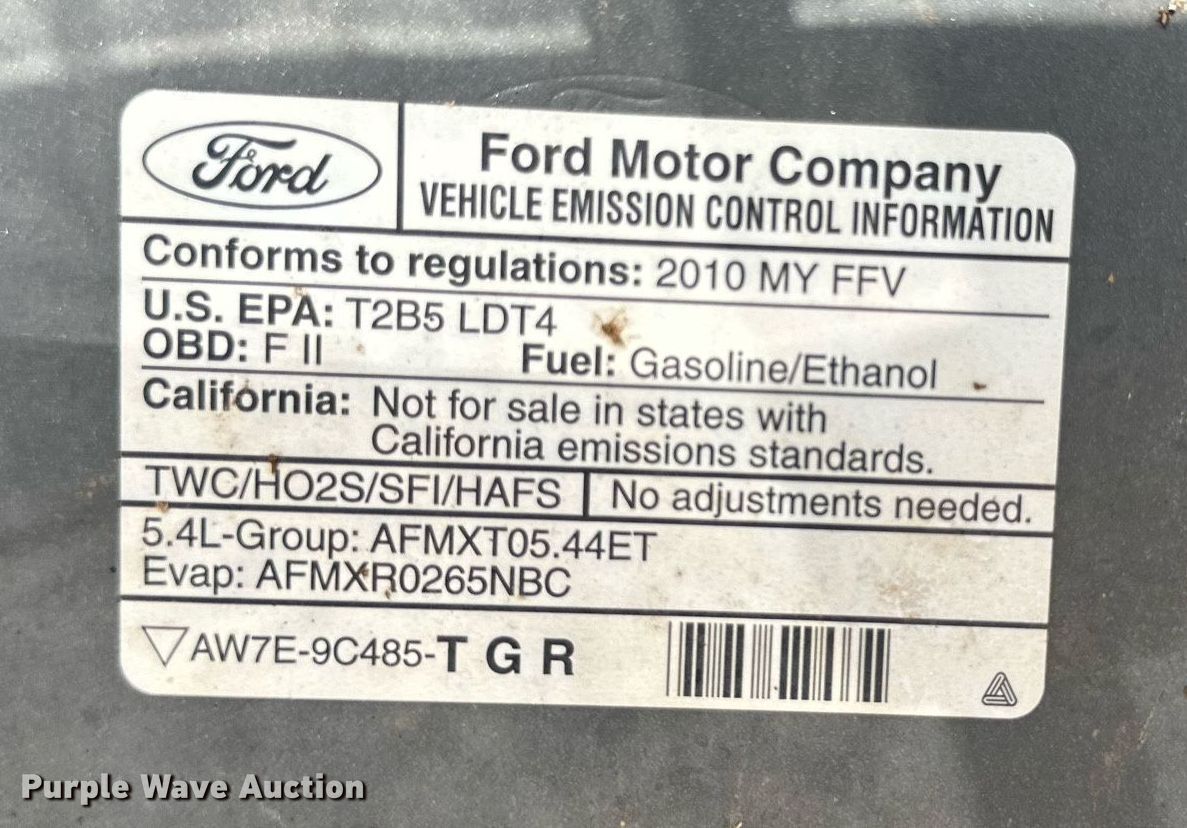 Ford
Ford Motor Company
VEHICLE EMISSION CONTROL INFORMATION
Conforms to regulations: 2010 MY FFV
U.S. EPA: T2B5 LDT4
OBD: F II Fuel: Gasoline/Ethanol
California: Not for sale in states with
California emissions standards.
TWC/HO2S/SFI/HAFS No adjustments needed.
5.4L-Group: AFMXT05.44ET
Evap: AFMXR0265NBC
AW7E-9C485-T G R
Purple Wave Auction